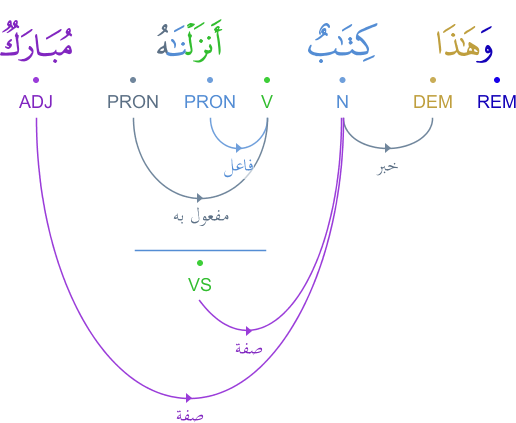 وَهَٰذَا كِتَٰبٌ أَنزَلْنَٰهُ مُبَارَكٌ
REM DEM N V PRON PRON ADJ
خبر
فاعل
مفعول به
VS
صفة
صفة